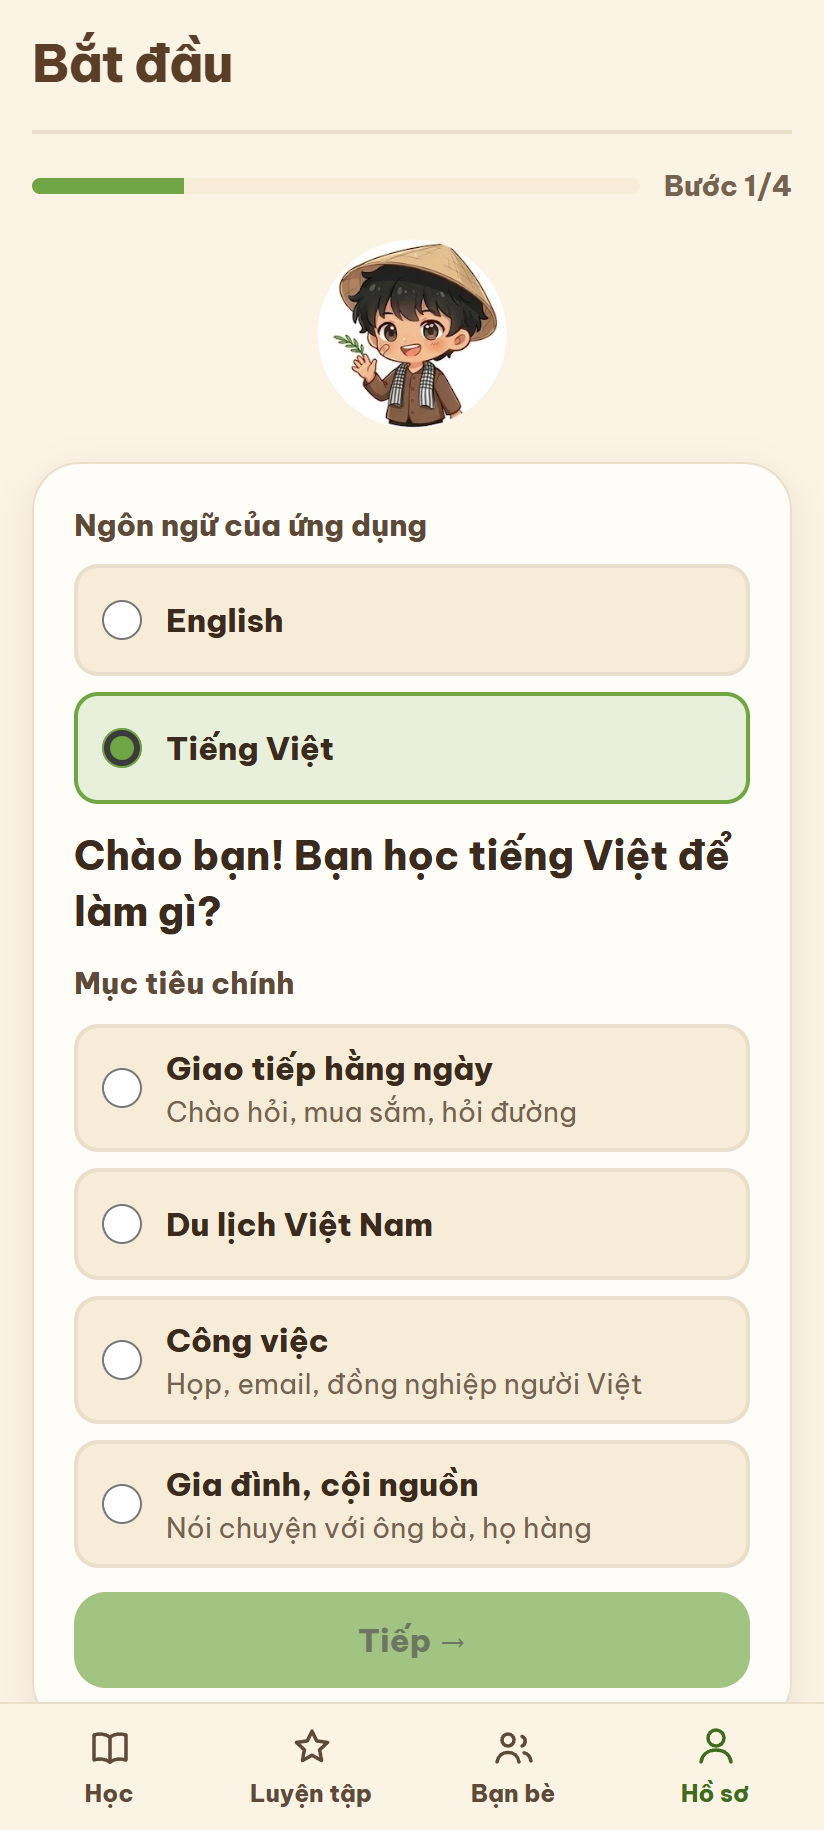 Bắt đầu
Bước 1/4
Ngôn ngữ của ứng dụng
English
Tiếng Việt
Chào bạn! Bạn học tiếng Việt để
làm gì?
Mục tiêu chính
Giao tiếp hằng ngày
Chào hỏi, mua sắm, hỏi đường
Du lịch Việt Nam
Công việc
Họp, email, đồng nghiệp người Việt
Gia đình, cội nguồn
Nói chuyện với ông bà, họ hàng
Tiếp →
Học
Luyện tập
Bạn bè
Hồ sơ